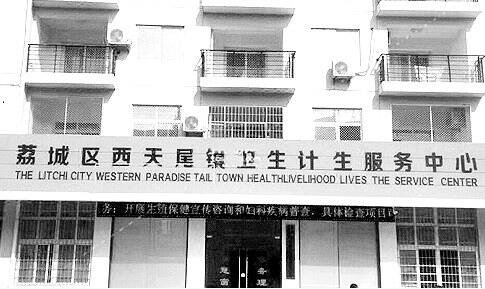 荔城区西天尾镇卫生计生服务中心
THE LITCHI CITY WESTERN PARADISE TAIL TOWN HEALTHLIVELIHOOD LIVES THE SERVICE CENTER
务：开展生殖保健宣传咨询和妇科疾病普查，具体检查项目